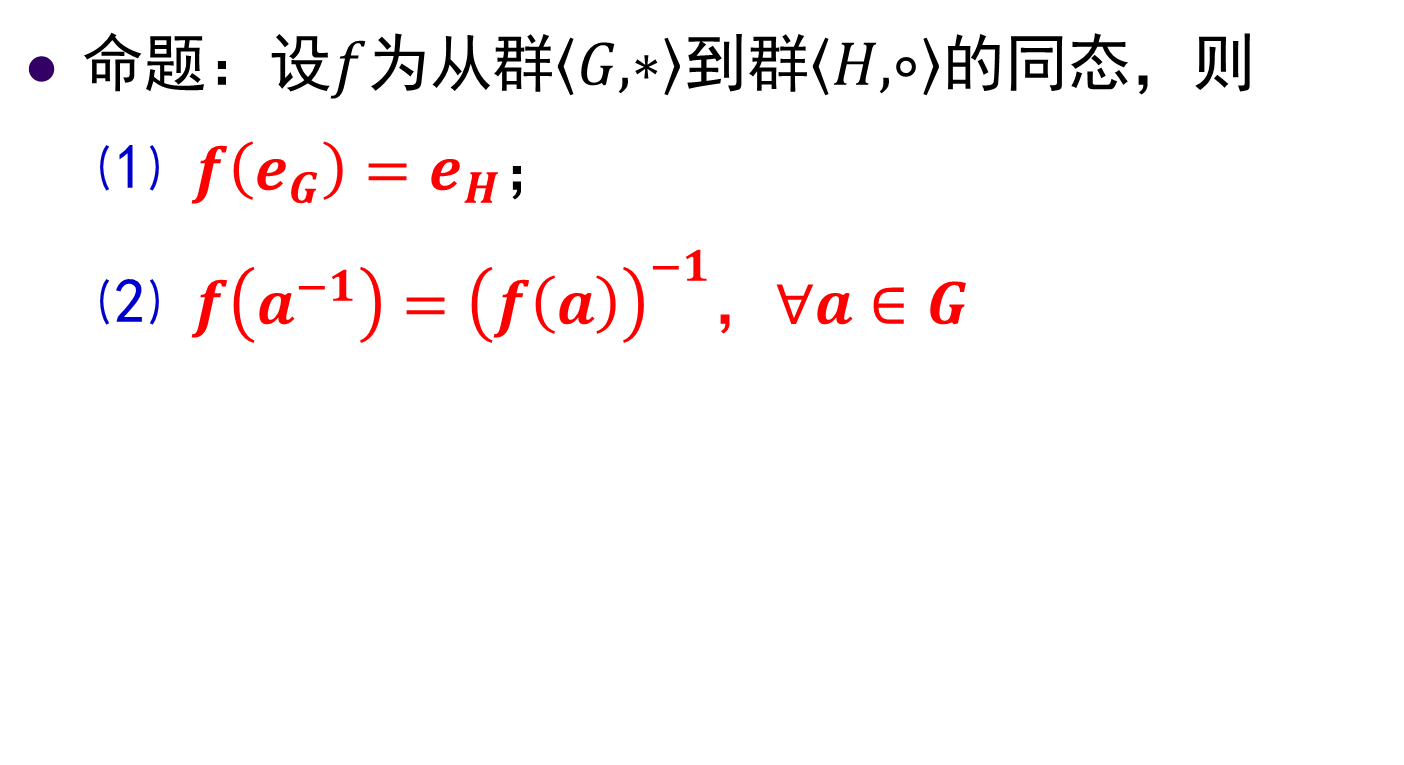 ● 命题：设f为从群⟨G,∗⟩到群⟨H,∘⟩的同态，则
(1) f(e_G) = e_H；
(2) f(a⁻¹) = (f(a))⁻¹，∀a ∈ G